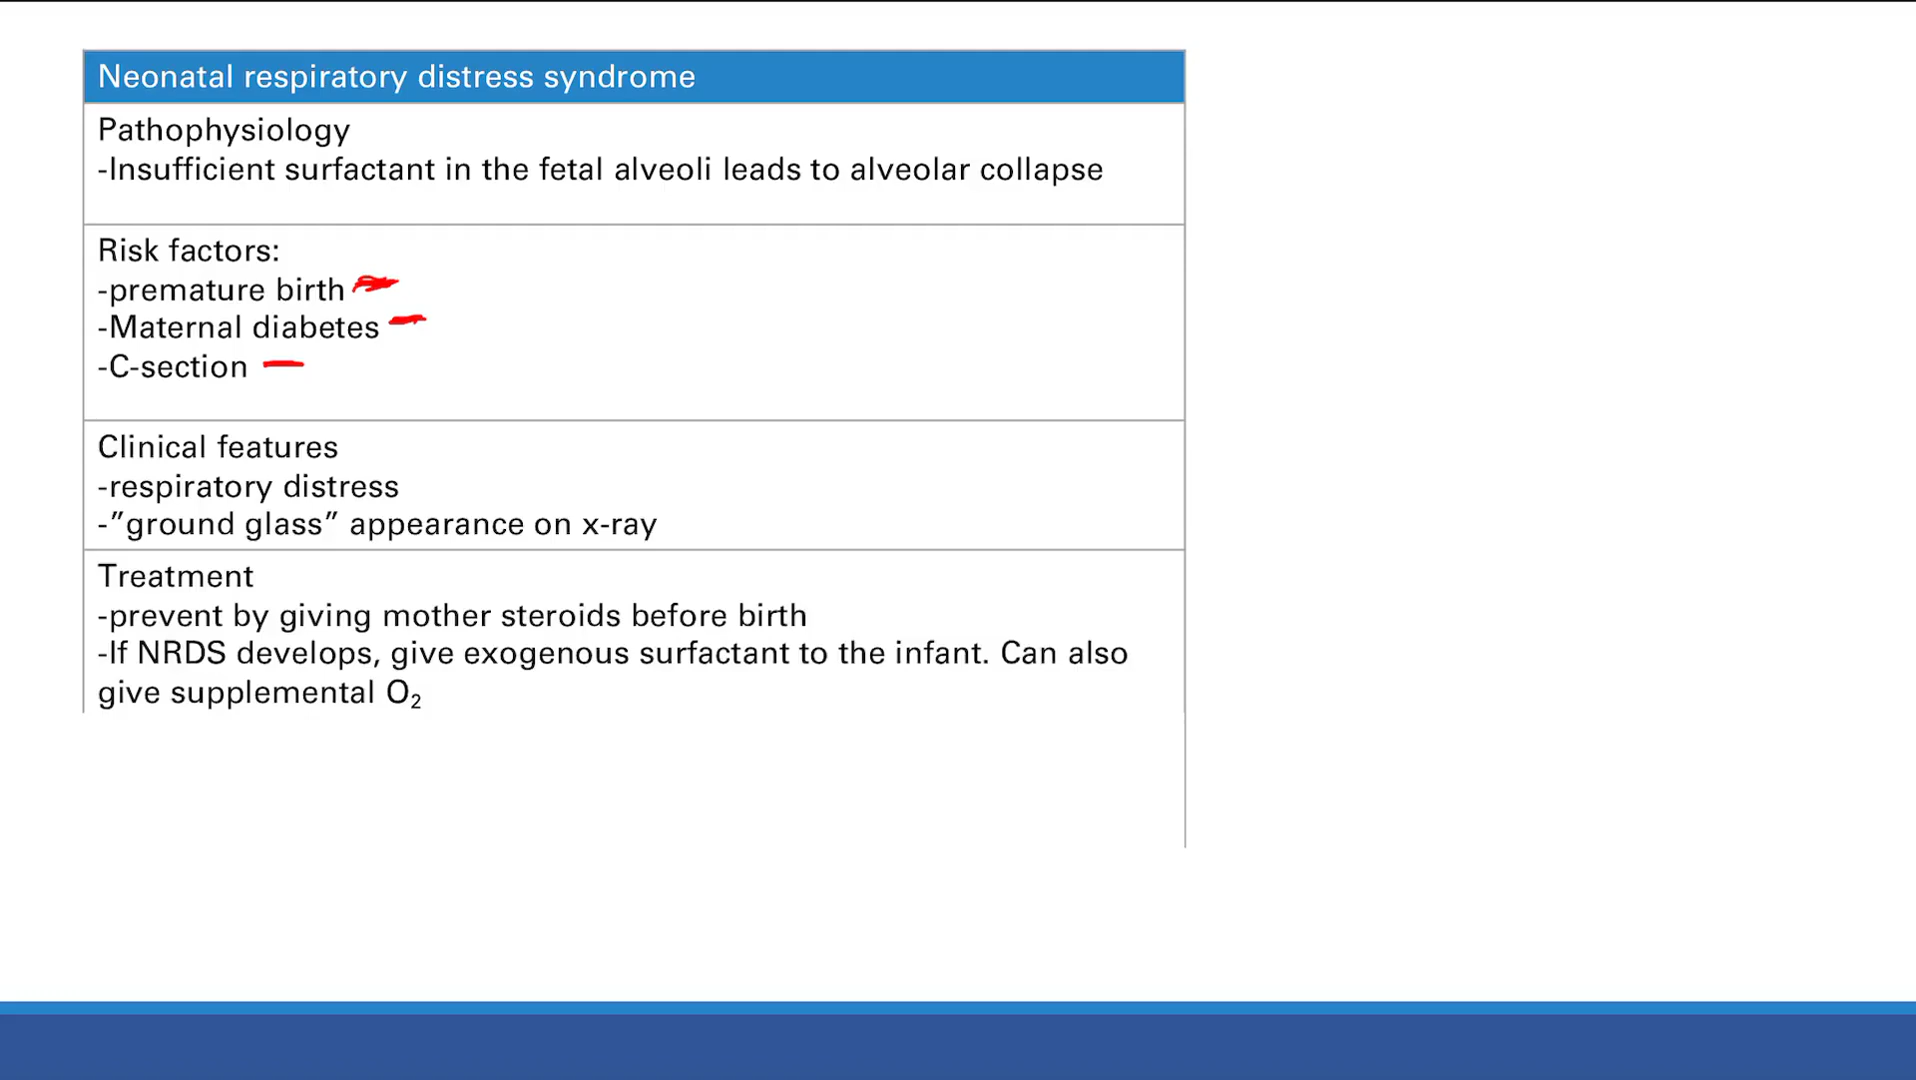 Neonatal respiratory distress syndrome
Pathophysiology
-Insufficient surfactant in the fetal alveoli leads to alveolar collapse
Risk factors:
-premature birth
-Maternal diabetes
-C-section
Clinical features
-respiratory distress
-”ground glass” appearance on x-ray
Treatment
-prevent by giving mother steroids before birth
-If NRDS develops, give exogenous surfactant to the infant. Can also
give supplemental O₂